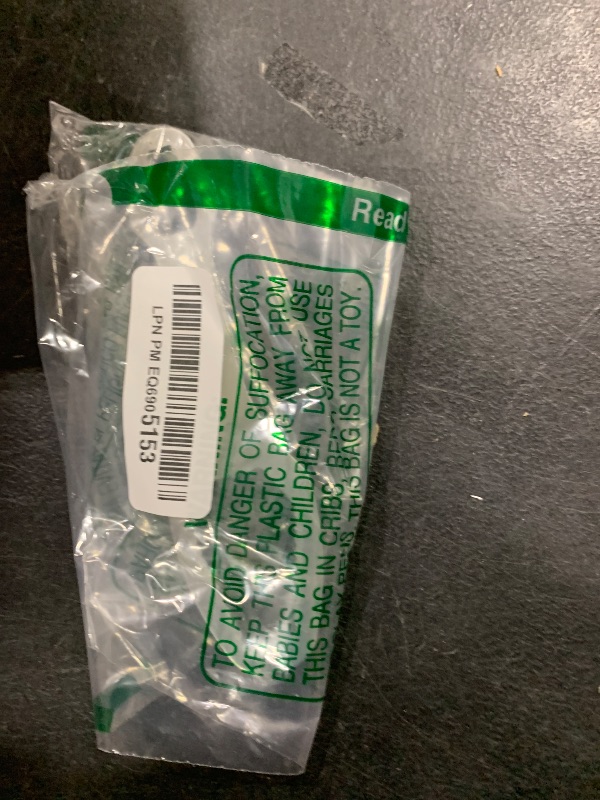 Read
LPN PM EQ6905153
TO AVOID DANGER OF SUFFOCATION,
KEEP THIS PLASTIC BAG AWAY FROM
BABIES AND CHILDREN, DO NOT USE
THIS BAG IN CRIBS, BEDS, CARRIAGES
THIS BAG IS NOT A TOY.